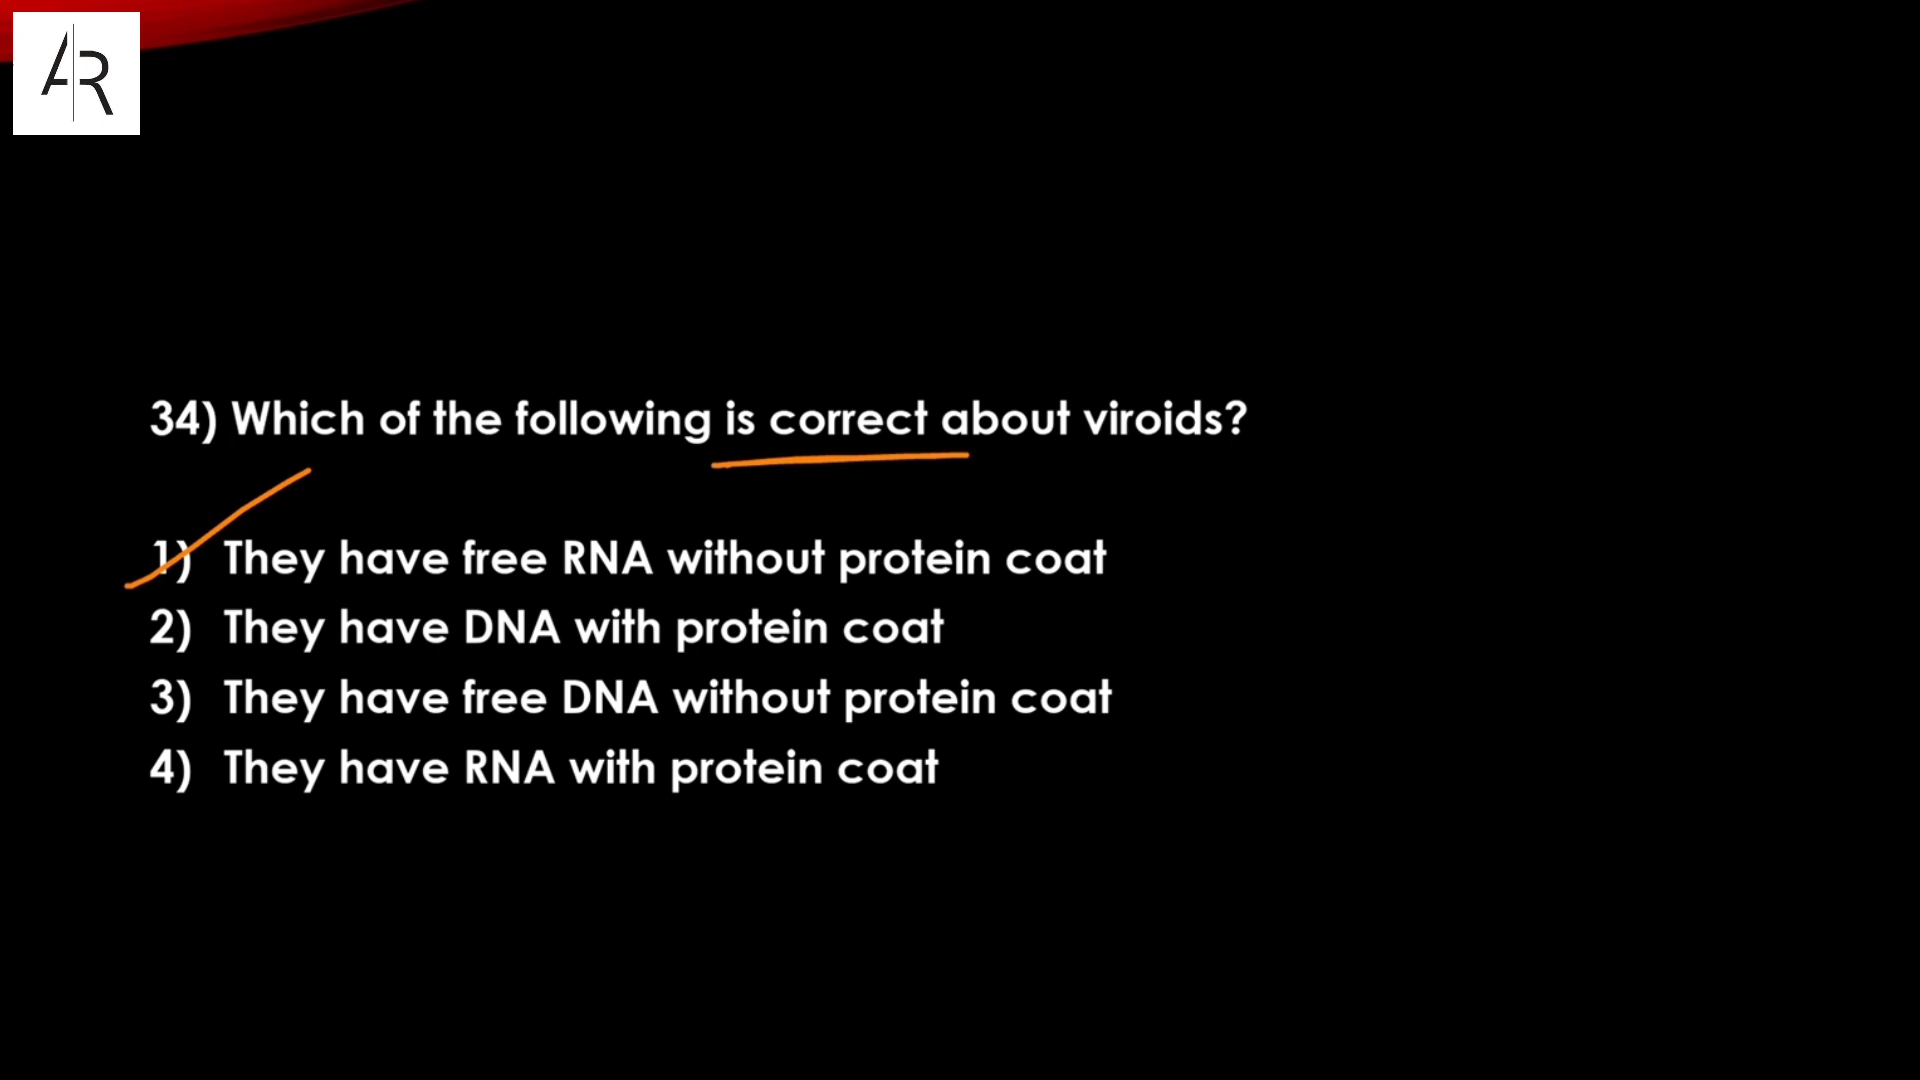 AR
34) Which of the following is correct about viroids?
1) They have free RNA without protein coat
2) They have DNA with protein coat
3) They have free DNA without protein coat
4) They have RNA with protein coat